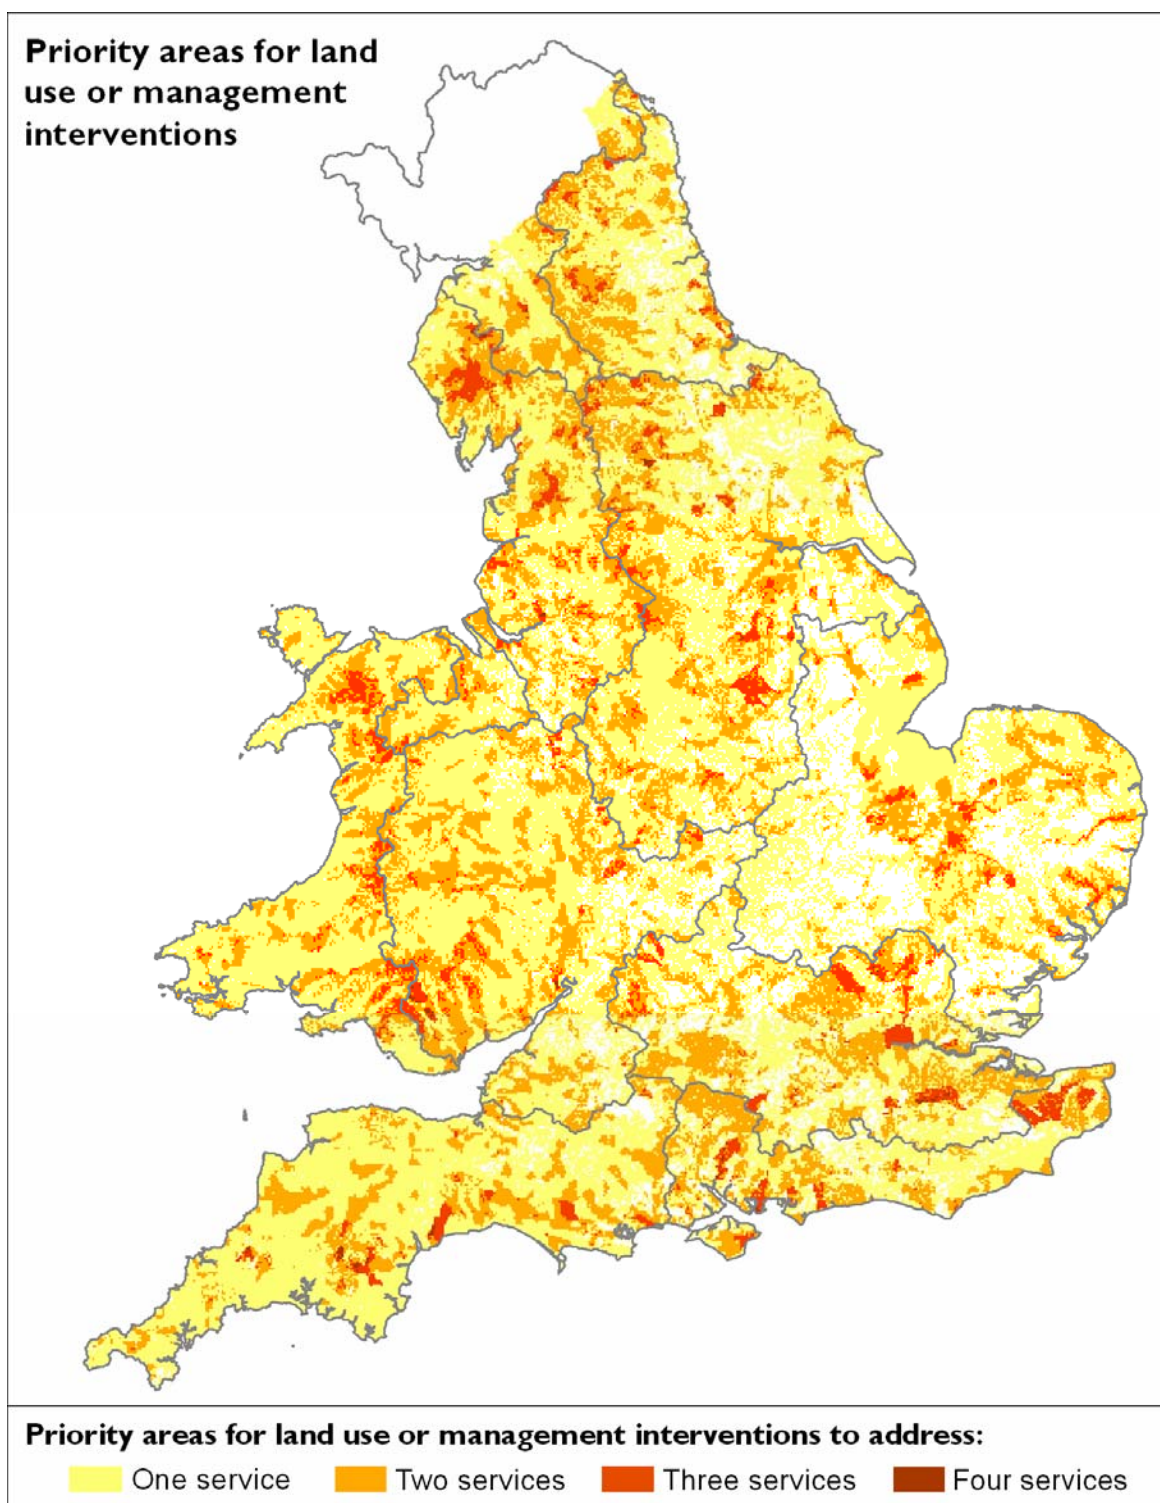 Priority areas for land
use or management
interventions
Priority areas for land use or management interventions to address:
One service Two services Three services Four services